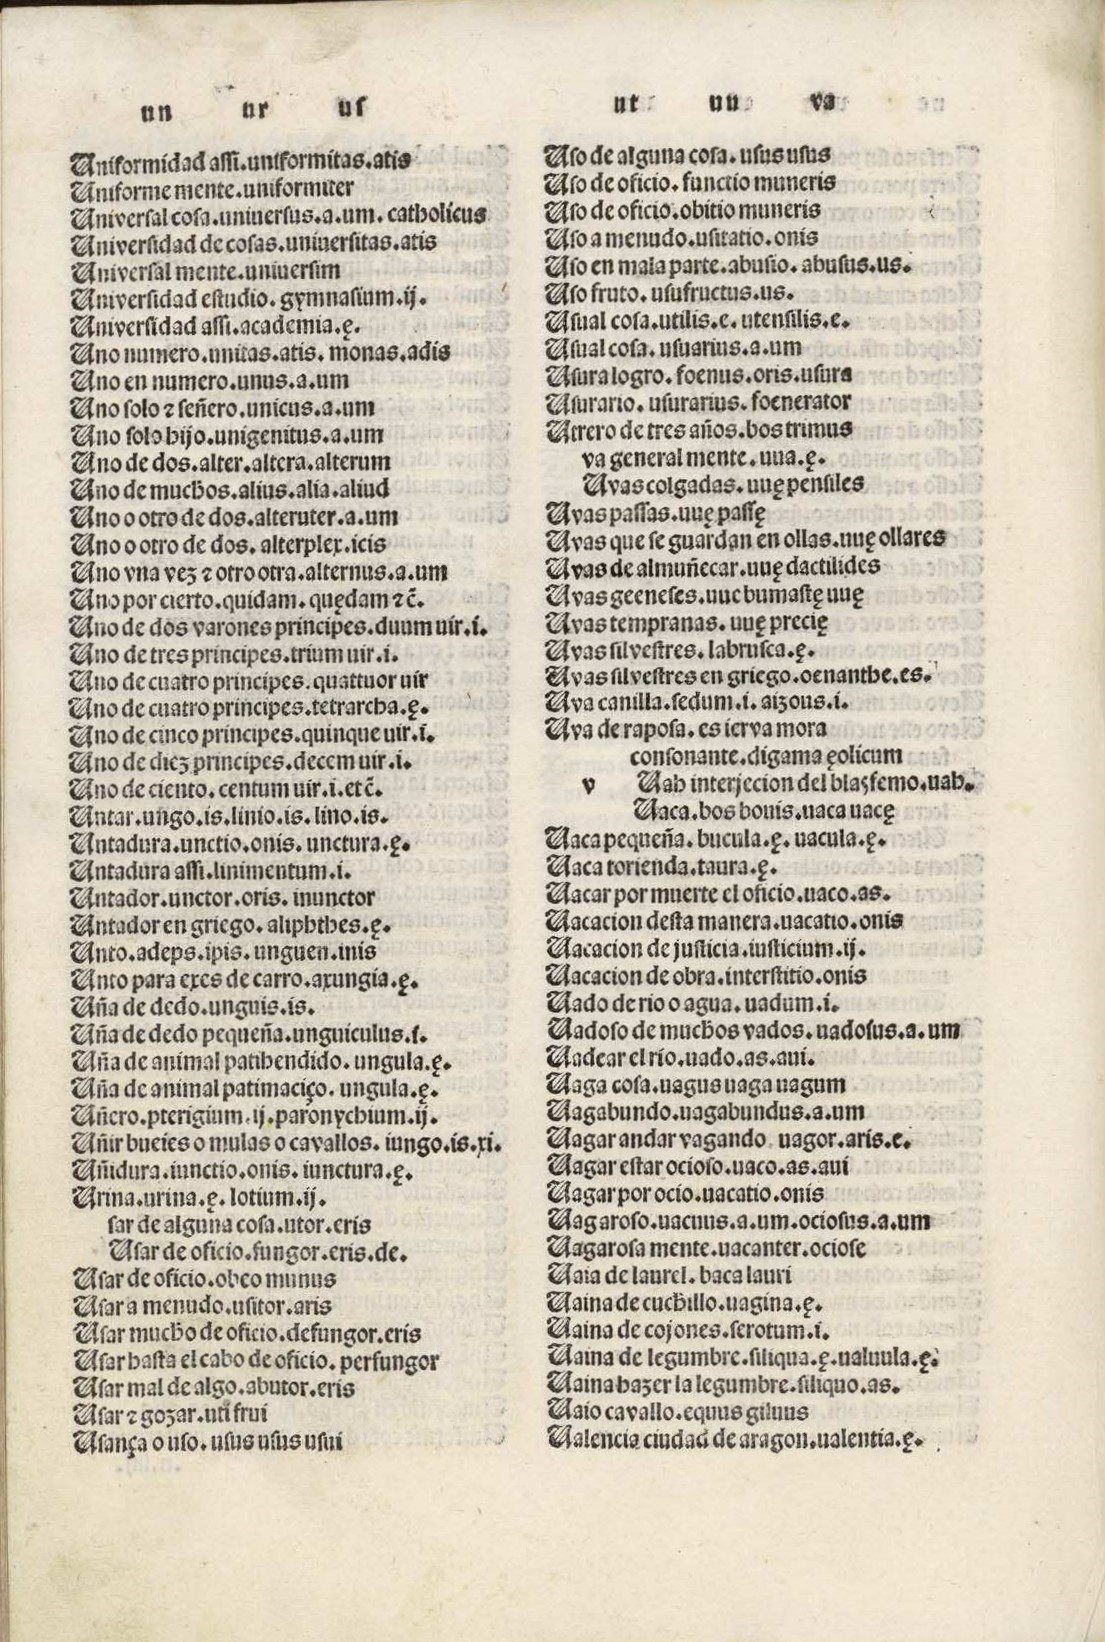 un ur uſ
Uniformidad aſſi.uniformitas.atis
Uniforme mente.uniformiter
Universal coſa.uniuersus.a.um.catholicus
Universidad de coſas.uniuerſitas.atis
Universal mente.uniuerſim
Universidad eſtudio.gymnaſium.ij.
Universidad aſſi.academia.ę.
Uno numero.unitas.atis.monas.adis
Uno en numero.unus.a.um
Uno ſolo ⁊ ſeñero.unicus.a.um
Uno ſolo hijo.unigenitus.a.um
Uno de dos.alter.altera.alterum
Uno de muchos.alius.alia.aliud
Uno o otro de dos.alteruter.a.um
Uno o otro de dos.alterplex.icis
Uno vna vez ⁊ otro otra.alternus.a.um
Uno por cierto.quidam.quędam ⁊c̄.
Uno de dos varones principes.duum uir.i.
Uno de tres principes.trium uir.i.
Uno de cuatro principes.quattuor uir
Uno de cuatro principes.tetrarcha.ę.
Uno de cinco principes.quinque uir.i.
Uno de diez principes.decem uir.i.
Uno de ciento.centum uir.i.etc̄.
Untar.ungo.is.linio.is.lino.is.
Untadura.unctio.onis.unctura.ę.
Untadura aſſi.linimentum.i.
Untador.unctor.oris.inunctor
Untador en griego.aliphthes.ę.
Unto.adeps.ipis.unguen.inis
Unto para exes de carro.axungia.ę.
Uña de dedo.unguis.is.
Uña de dedo pequeña.unguiculus.i.
Uña de animal patihendido.ungula.ę.
Uña de animal patimaciço.ungula.ę.
Uñero.pterigium.ij.paronychium.ij.
Uñir bueies o mulas o cavallos.iungo.is.xi.
Uñidura.iunctio.onis.iunctura.ę.
Urina.urina.ę.lotium.ij.
ſar de alguna coſa.utor.eris
Uſar de oficio.fungor.eris.de.
Uſar de oficio.obeo munus
Uſar a menudo.uſitor.aris
Uſar mucho de oficio.defungor.eris
Uſar haſta el cabo de oficio.perfungor
Uſar mal de algo.abutor.eris
Uſar ⁊ gozar.uti frui
Uſança o uſo.uſus uſus uſui
ut uu va
Uſo de alguna coſa.uſus uſus
Uſo de oficio.functio muneris
Uſo de oficio.obitio muneris
Uſo a menudo.uſitatio.onis
Uſo en mala parte.abuſio.abuſus.us.
Uſo fruto.uſufructus.us.
Uſual coſa.utilis.e.utenſilis.e.
Uſual coſa.uſuarius.a.um
Uſura logro.foenus.oris.uſura
Uſurario.uſurarius.foenerator
Utrero de tres años.bos trimus
va general mente.uua.ę.
Uvas colgadas.uuę penſiles
Uvas paſſas.uuę paſſę
Uvas que ſe guardan en ollas.uuę ollares
Uvas de almuñecar.uuę dactilides
Uvas geeneſes.uue bumaſtę uuę
Uvas tempranas.uuę precię
Uvas ſilveſtres.labruſca.ę.
Uvas ſilveſtres en griego.oenanthe.es.
Uva canilla.ſedum.i.aizous.i.
Uva de rapoſa.es ierva mora
conſonante.digama ęolicum
v Uah interjecion del blaſfemo.uah.
Uaca.bos bouis.uaca uacę
Uaca pequeña.bucula.ę.uacula.ę.
Uaca torienda.taura.ę.
Uacar por muerte el oficio.uaco.as.
Uacacion deſta manera.uacatio.onis
Uacacion de juſticia.iuſticium.ij.
Uacacion de obra.interſtitio.onis
Uado de rio o agua.uadum.i.
Uadoſo de muchos vados.uadoſus.a.um
Uadear el rio.uado.as.aui.
Uaga coſa.uagus uaga uagum
Uagabundo.uagabundus.a.um
Uagar andar vagando uagor.aris.e.
Uagar eſtar ocioſo.uaco.as.aui
Uagar por ocio.uacatio.onis
Uagaroſo.uacuus.a.um.ocioſus.a.um
Uagaroſa mente.uacanter.ocioſe
Uaia de laurel.baca lauri
Uaina de cuchillo.uagina.ę.
Uaina de cojones.ſcrotum.i.
Uaina de legumbre.ſiliqua.ę.ualuula.ę.
Uaina hazer la legumbre.ſiliquo.as.
Uaio cavallo.equus giluus
Ualencia ciudad de aragon.ualentia.ę.